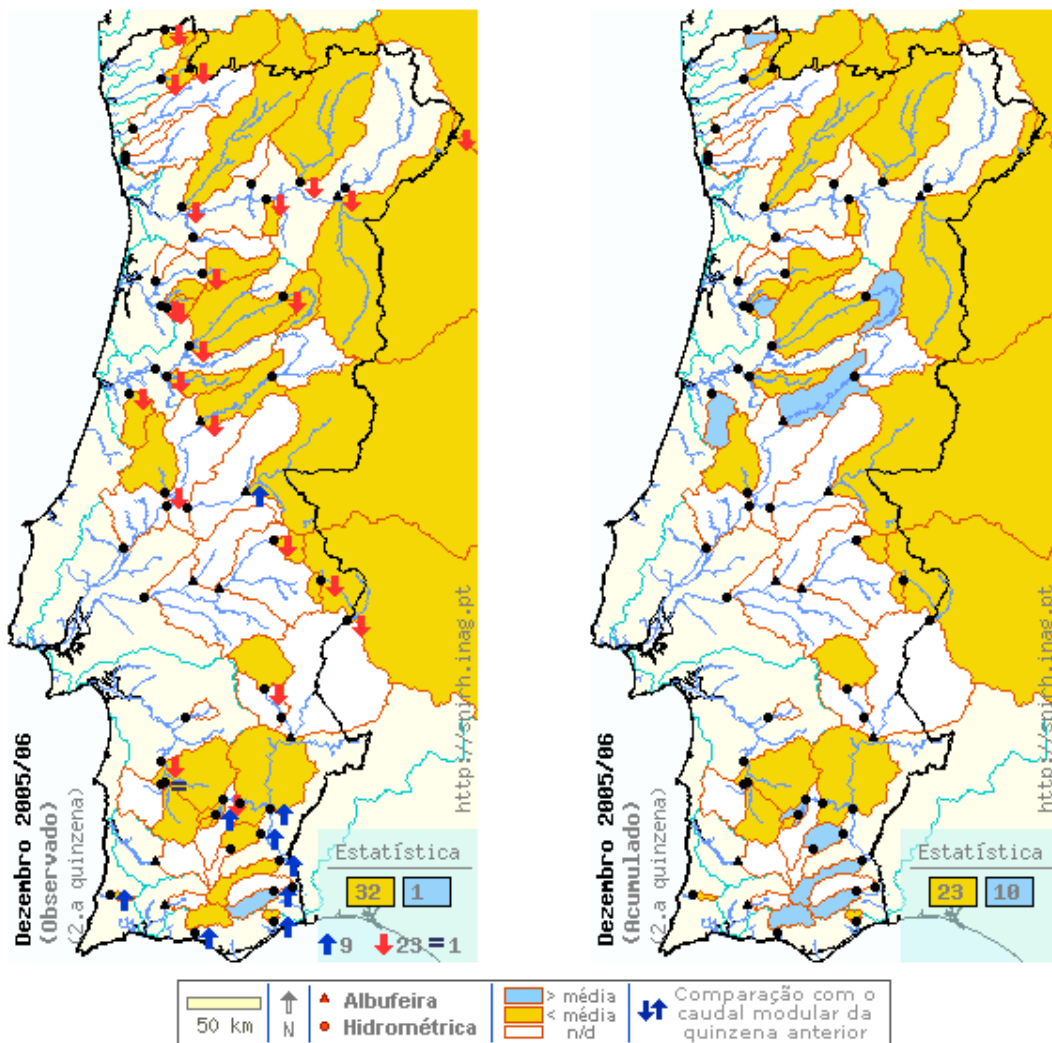 Dezembro 2005/06
(Observado)
(2.a quinzena)
http://snirh.inag.pt
Estatística
32 1
9 23 = 1
Dezembro 2005/06
(Acumulado)
(2.a quinzena)
http://snirh.inag.pt
Estatística
23 10
50 km
N
Albufeira
Hidrométrica
> média
< média
n/d
Comparação com o
caudal modular da
quinzena anterior